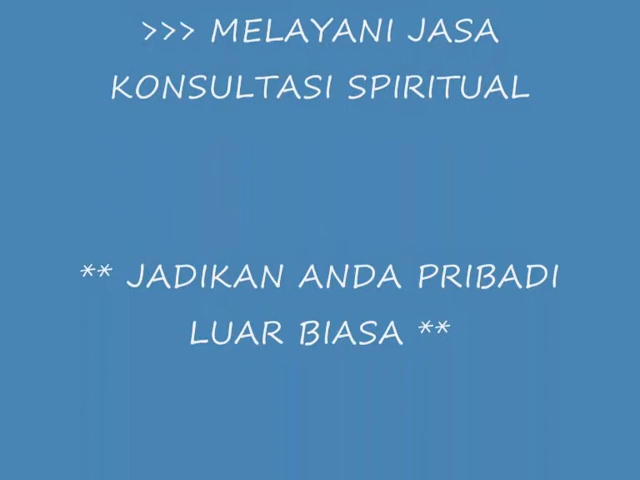 >>> MELAYANI JASA
KONSULTASI SPIRITUAL
** JADIKAN ANDA PRIBADI
LUAR BIASA **